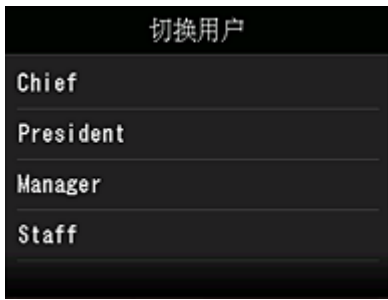 切换用户
Chief
President
Manager
Staff